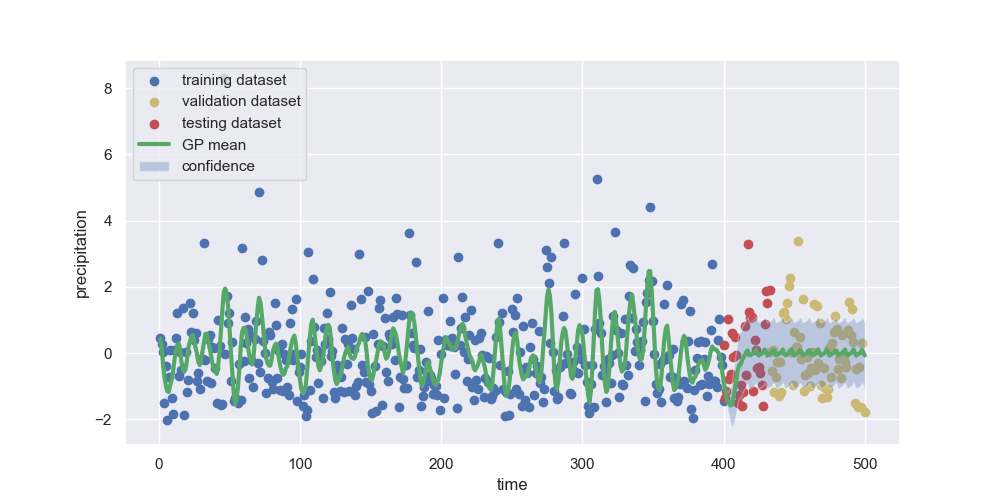 8
6
4
2
0
−2
precipitation
training dataset
validation dataset
testing dataset
GP mean
confidence
0
100
200
300
400
500
time